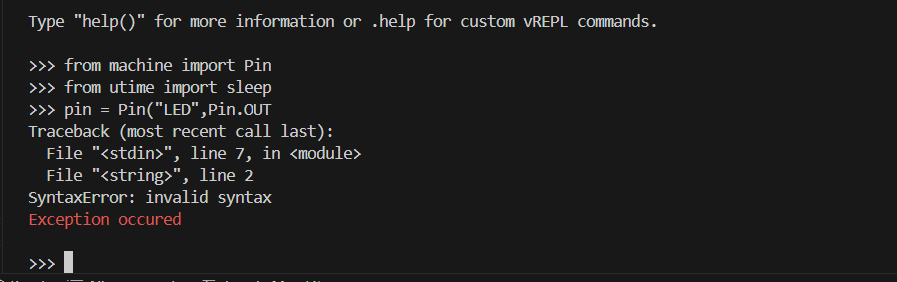 Type "help()" for more information or .help for custom vREPL commands.
>>> from machine import Pin
>>> from utime import sleep
>>> pin = Pin("LED",Pin.OUT
Traceback (most recent call last):
  File "<stdin>", line 7, in <module>
  File "<string>", line 2
SyntaxError: invalid syntax
Exception occured
>>>